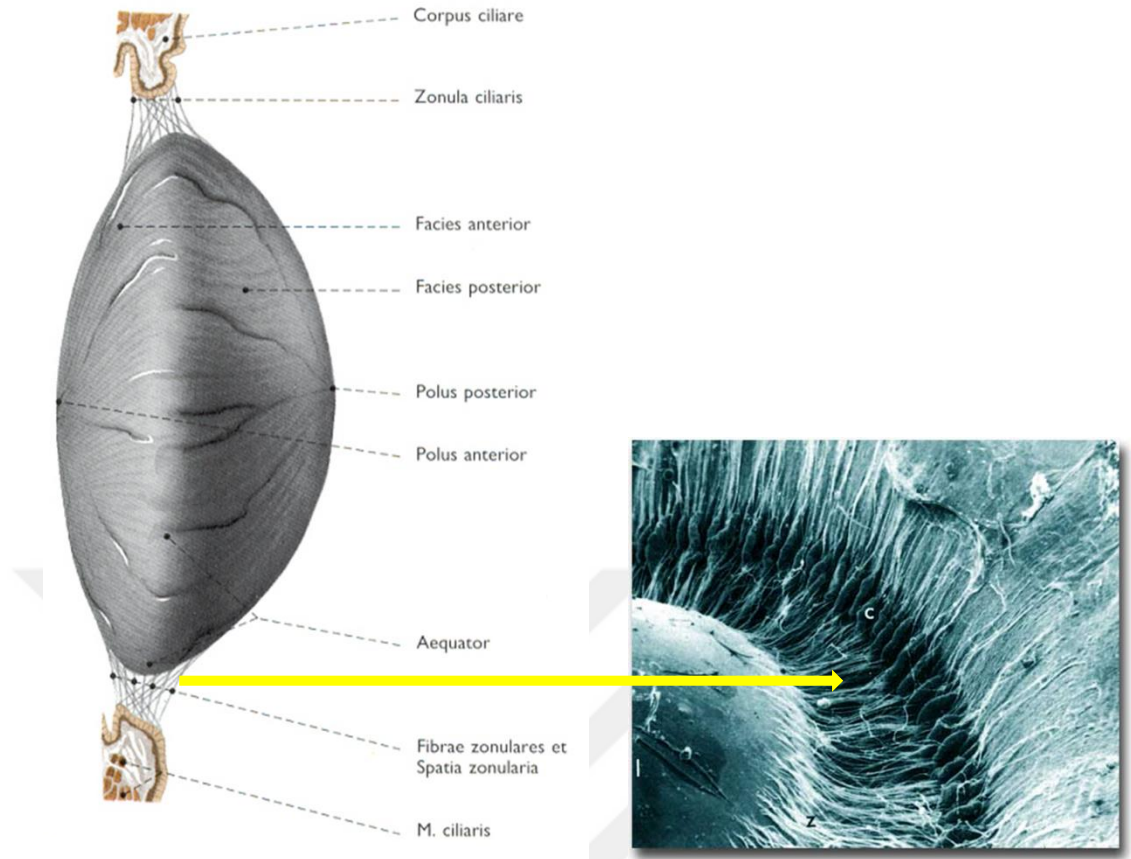 Corpus ciliare
Zonula ciliaris
Facies anterior
Facies posterior
Polus posterior
Polus anterior
Aequator
Fibrae zonulares et
Spatia zonularia
M. ciliaris
c
l
z